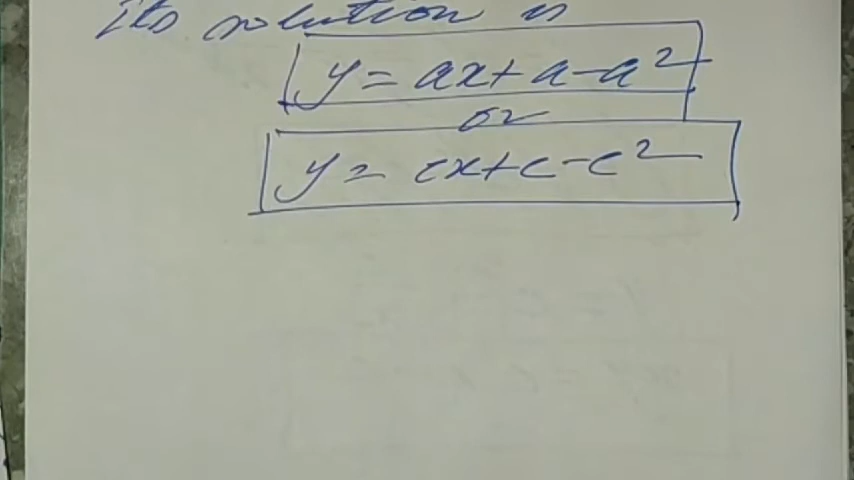 Its solution is
y = ax + a - a²
or
y = cx + c - c²